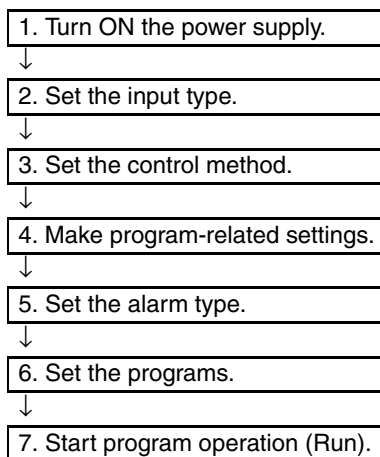 1. Turn ON the power supply.
↓
2. Set the input type.
↓
3. Set the control method.
↓
4. Make program-related settings.
↓
5. Set the alarm type.
↓
6. Set the programs.
↓
7. Start program operation (Run).